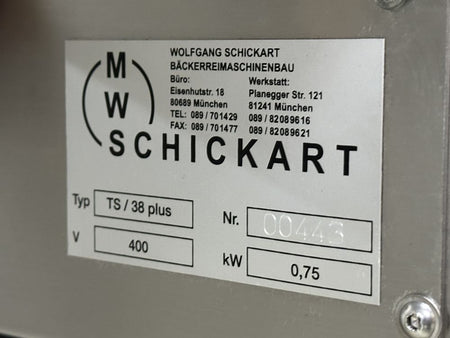 M
W
WOLFGANG SCHICKART
BÄCKERREIMASCHINENBAU
Büro: Werkstatt:
Eisenhutstr. 18 Planegger Str. 121
80689 München 81241 München
TEL: 089 / 701429 089 / 82089616
FAX: 089 / 701477 089 / 82089621
SCHICKART
Typ TS / 38 plus Nr. 00443
V 400 kW 0,75